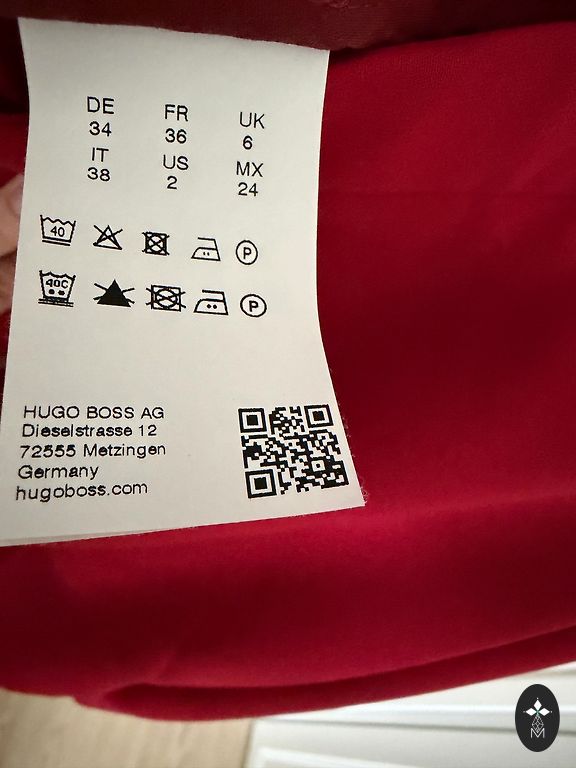 DE FR UK
34 36 6
IT US MX
38 2 24
40 P
40C P
HUGO BOSS AG
Dieselstrasse 12
72555 Metzingen
Germany
hugoboss.com
M